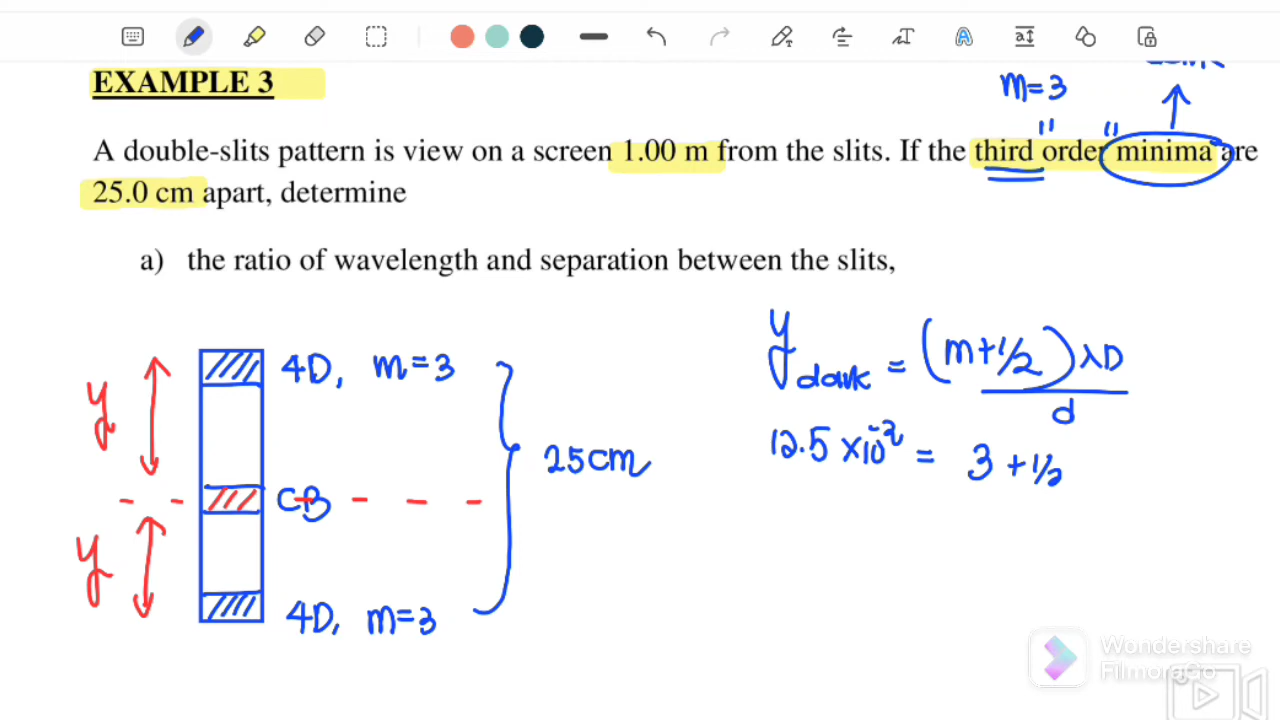 EXAMPLE 3
m=3
A double-slits pattern is view on a screen 1.00 m from the slits. If the third order minima are
25.0 cm apart, determine
a) the ratio of wavelength and separation between the slits,
y dark = (m+1/2)λD
d
4D, m=3
y
12.5 ×10⁻² = 3 + 1/2
25cm
CB
y
4D, m=3
Wondershare
FilmoraGo